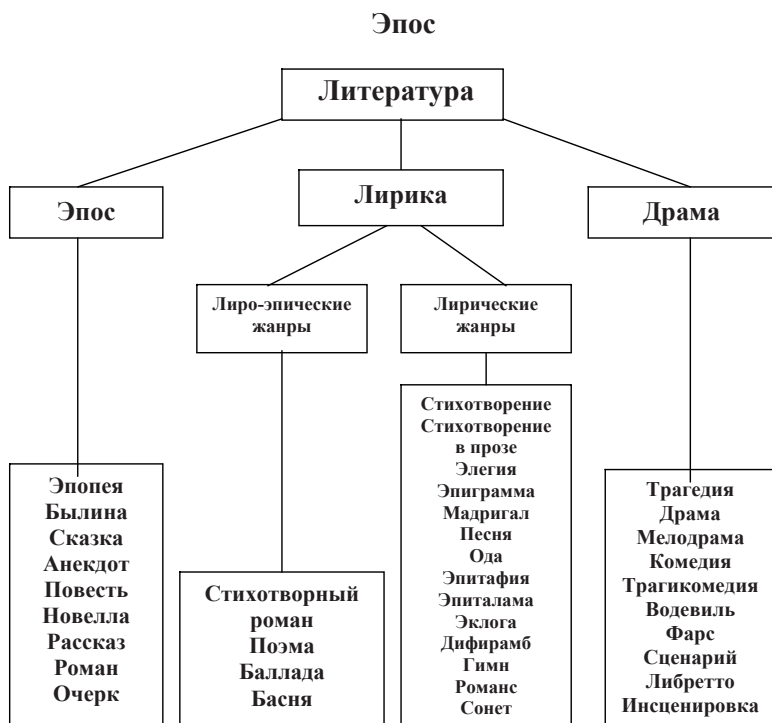 Эпос
Литература
Эпос
Лирика
Драма
Лиро-эпические
жанры
Лирические
жанры
Эпопея
Былина
Сказка
Анекдот
Повесть
Новелла
Рассказ
Роман
Очерк
Стихотворный
роман
Поэма
Баллада
Басня
Стихотворение
Стихотворение
в прозе
Элегия
Эпиграмма
Мадригал
Песня
Ода
Эпитафия
Эпиталама
Эклога
Дифирамб
Гимн
Романс
Сонет
Трагедия
Драма
Мелодрама
Комедия
Трагикомедия
Водевиль
Фарс
Сценарий
Либретто
Инсценировка